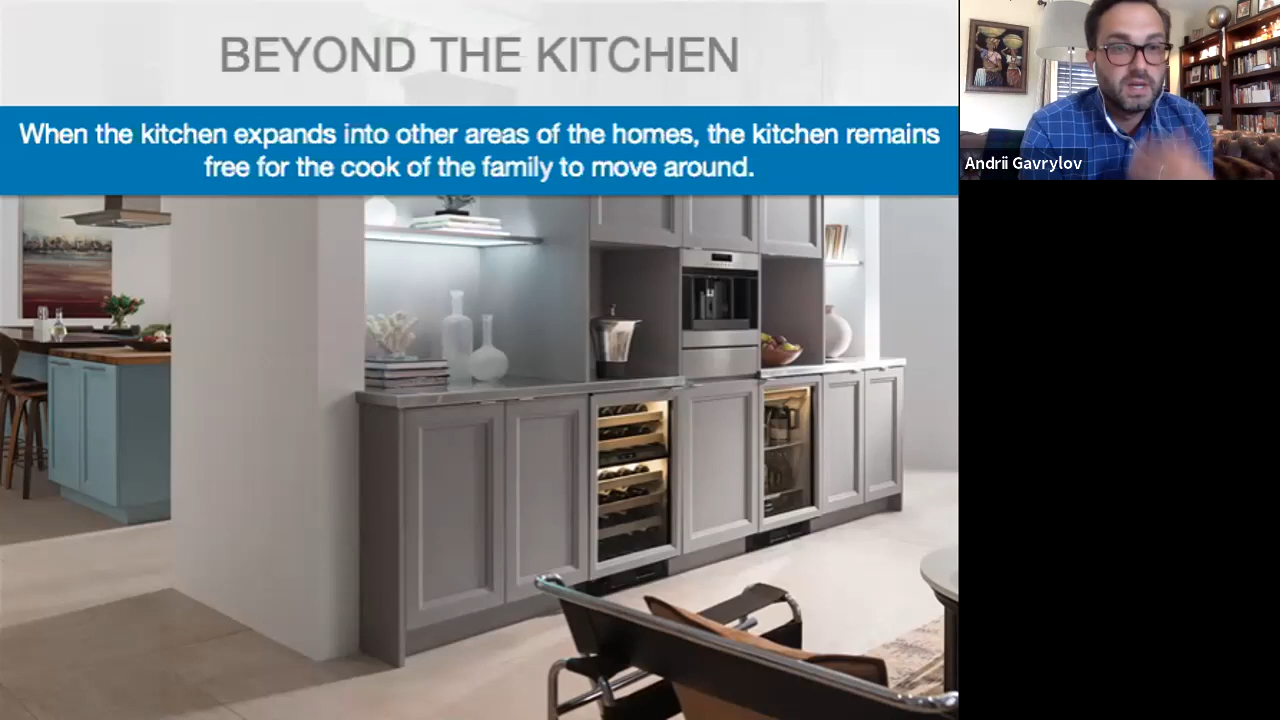 BEYOND THE KITCHEN
When the kitchen expands into other areas of the homes, the kitchen remains
free for the cook of the family to move around.
Andrii Gavrylov